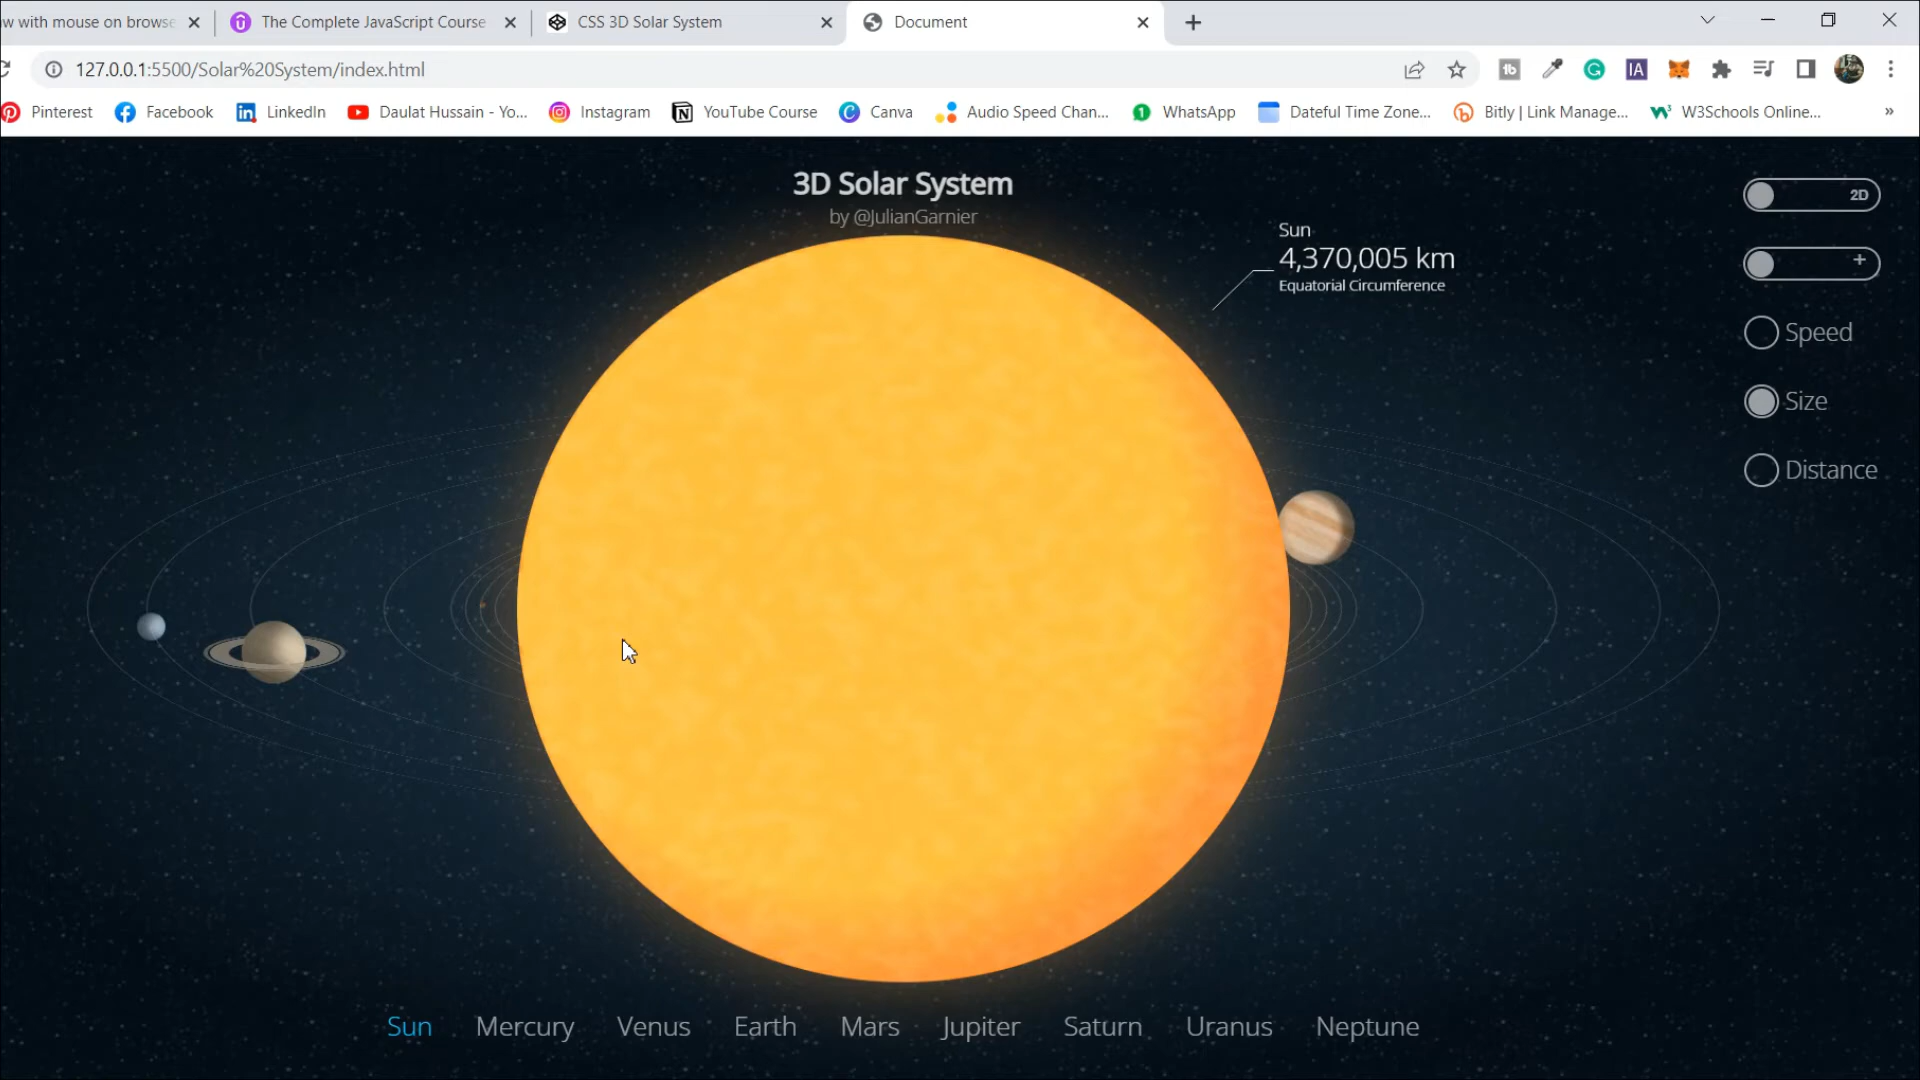 w with mouse on browse
The Complete JavaScript Course
CSS 3D Solar System
Document
127.0.0.1:5500/Solar%20System/index.html
Pinterest
Facebook
LinkedIn
Daulat Hussain - Yo...
Instagram
YouTube Course
Canva
Audio Speed Chan...
WhatsApp
Dateful Time Zone...
Bitly | Link Manage...
W3Schools Online...
»
3D Solar System
by @JulianGarnier
2D
Sun
4,370,005 km
Equatorial Circumference
+
Speed
Size
Distance
Sun
Mercury
Venus
Earth
Mars
Jupiter
Saturn
Uranus
Neptune